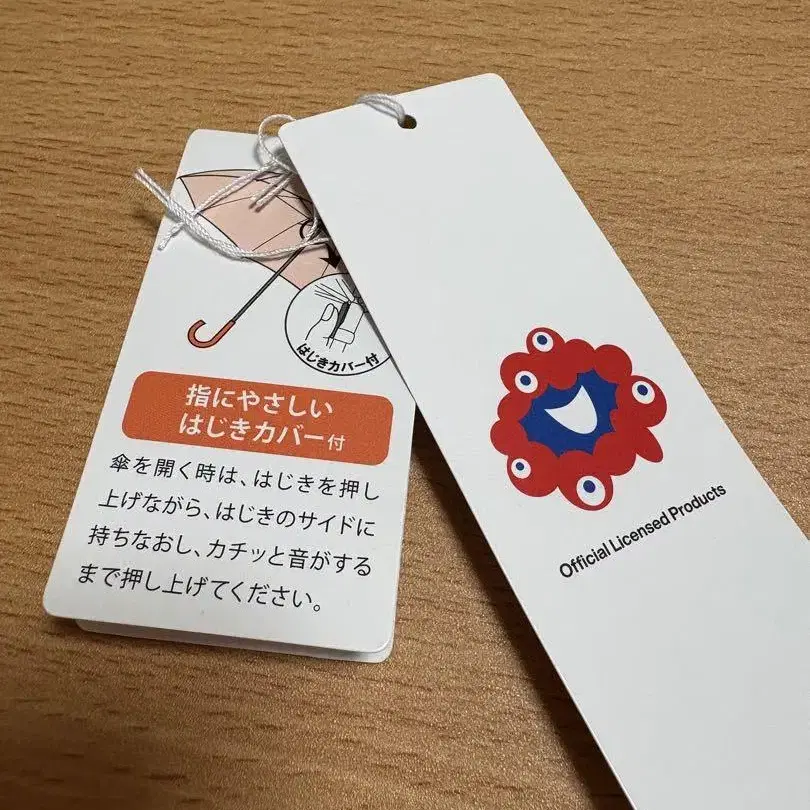 はじきカバー付
指にやさしい
はじきカバー付
傘を開く時は、はじきを押し
上げながら、はじきのサイドに
持ちなおし、カチッと音がする
まで押し上げてください。
Official Licensed Products